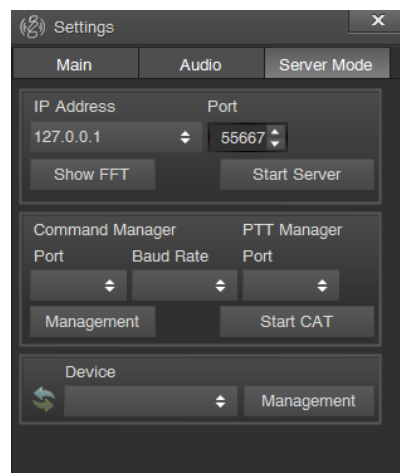 Settings
x
Main Audio Server Mode
IP Address Port
127.0.0.1 55667
Show FFT Start Server
Command Manager PTT Manager
Port Baud Rate Port
Management Start CAT
Device
Management